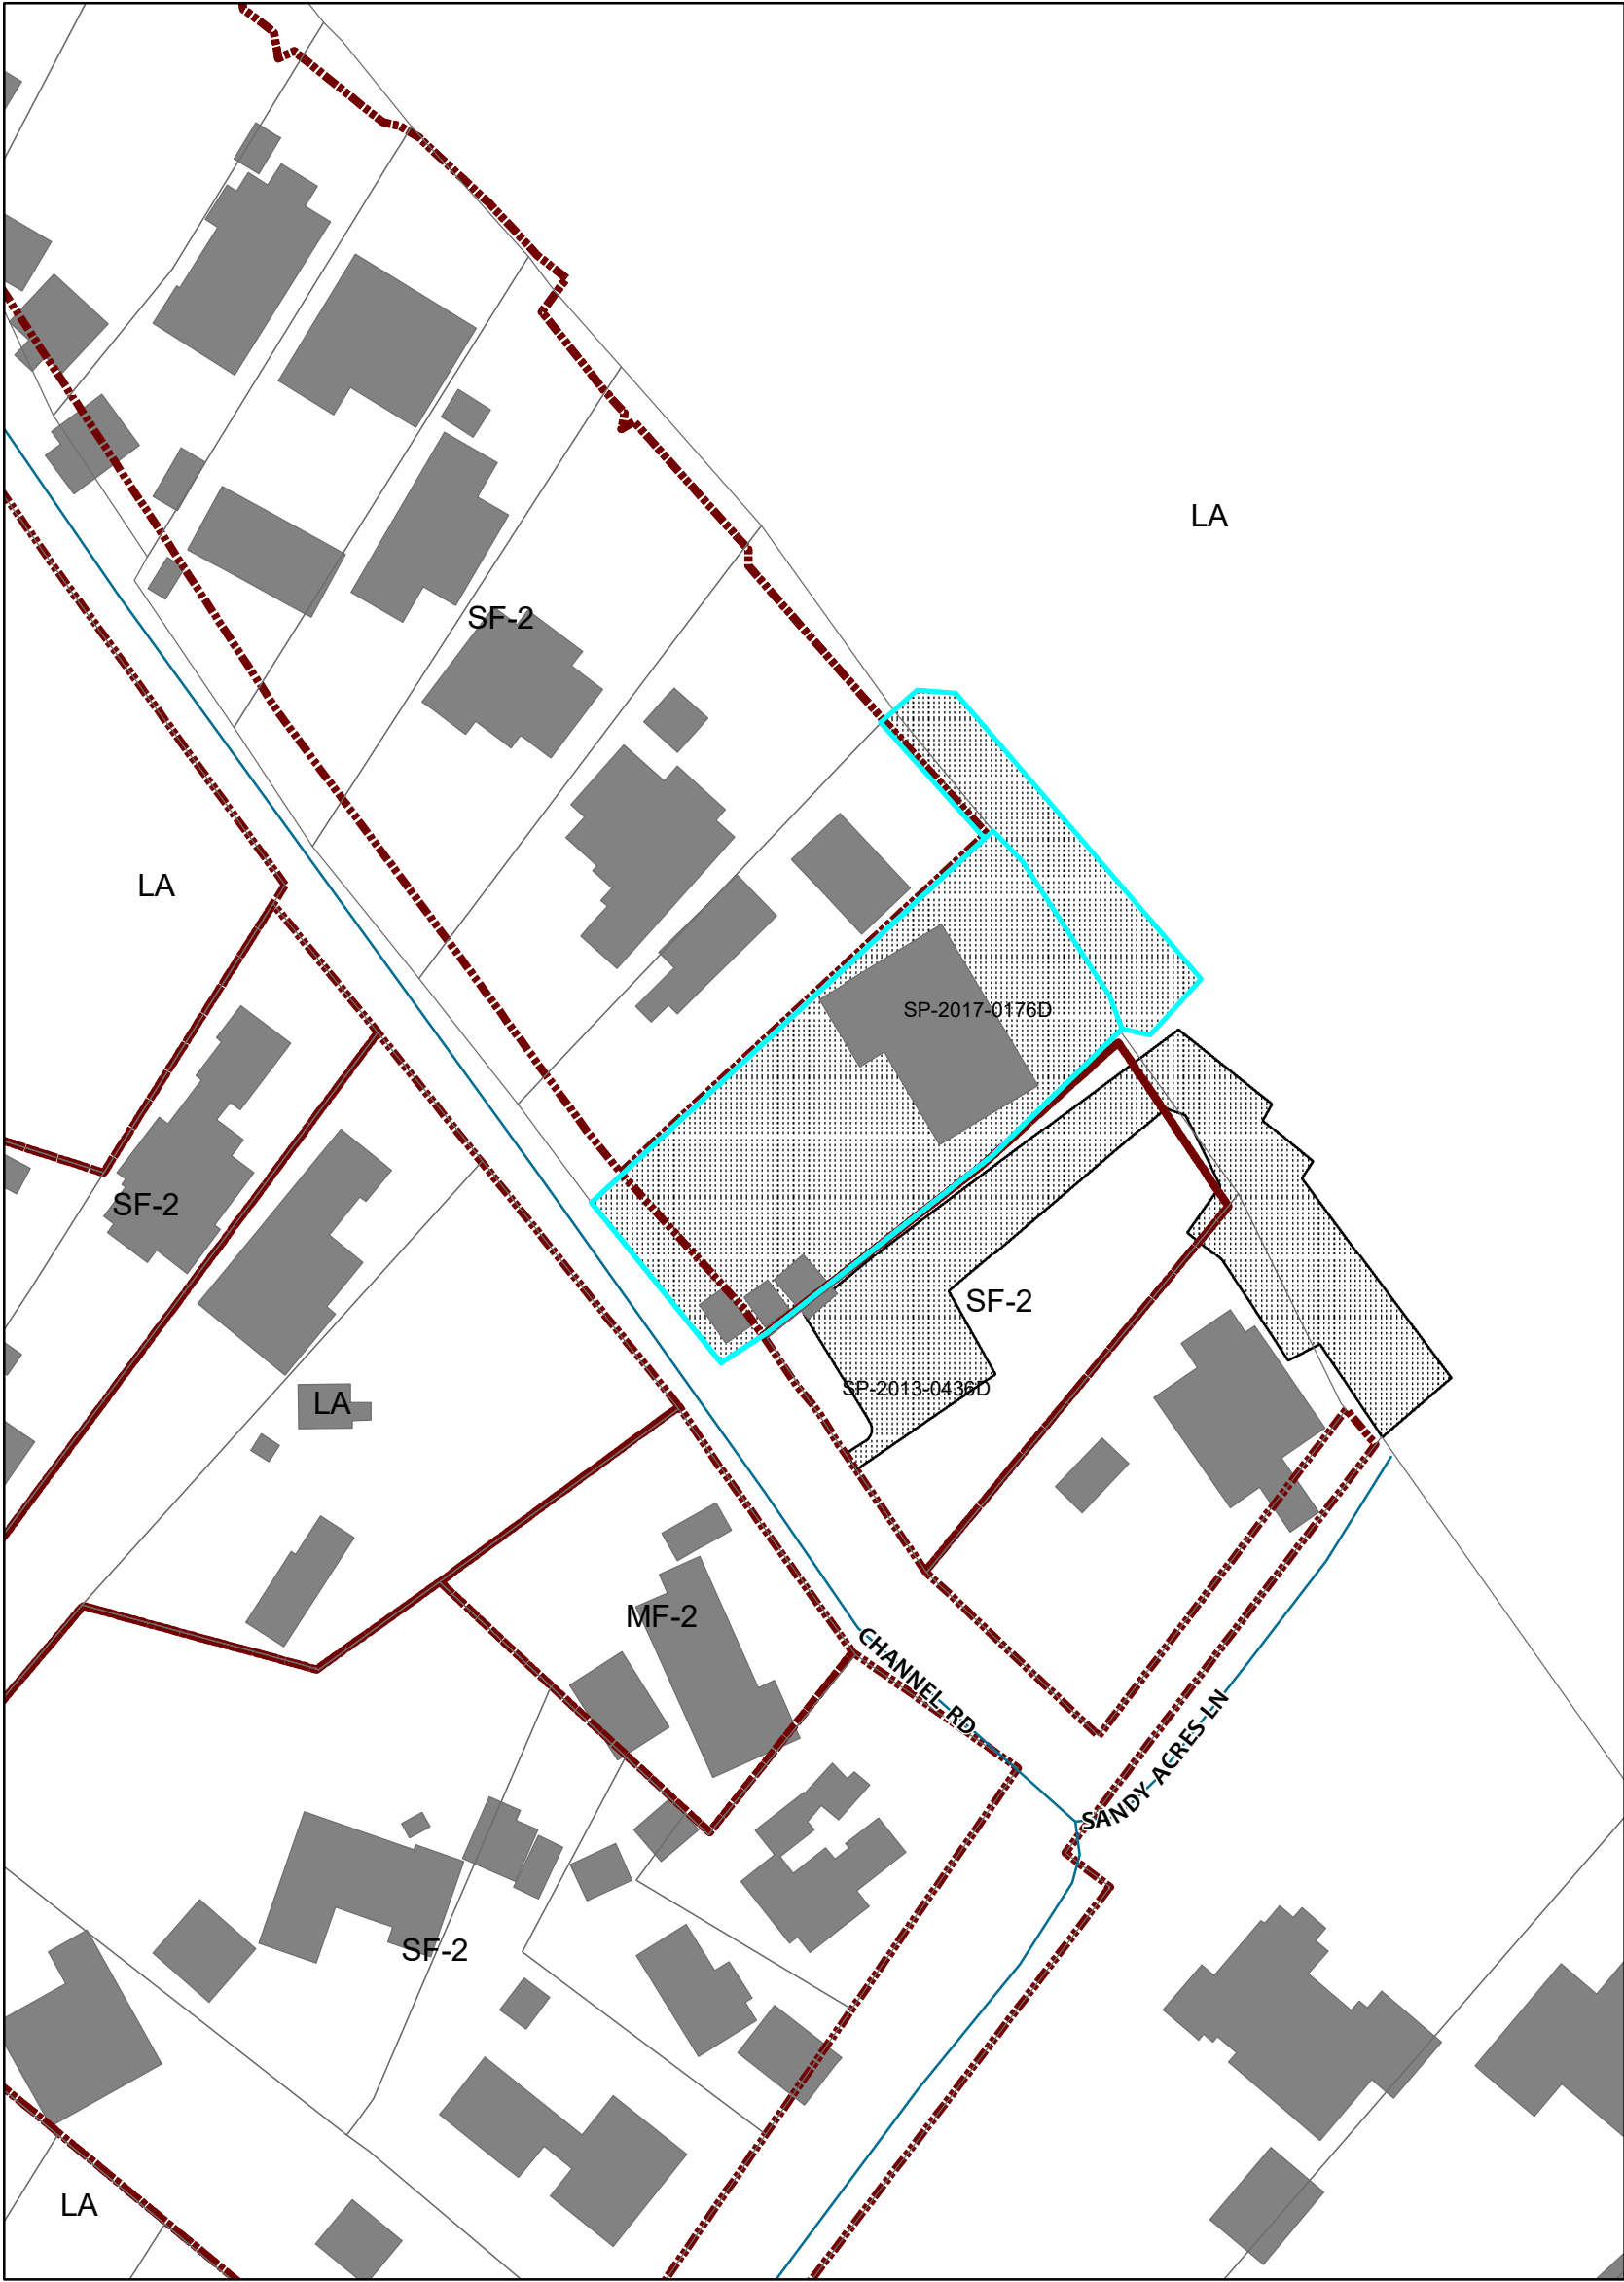 LA
SF-2
LA
SP-2017-0176D
SF-2
SF-2
SP-2013-0436D
LA
MF-2
CHANNEL RD
SANDY ACRES LN
SF-2
LA